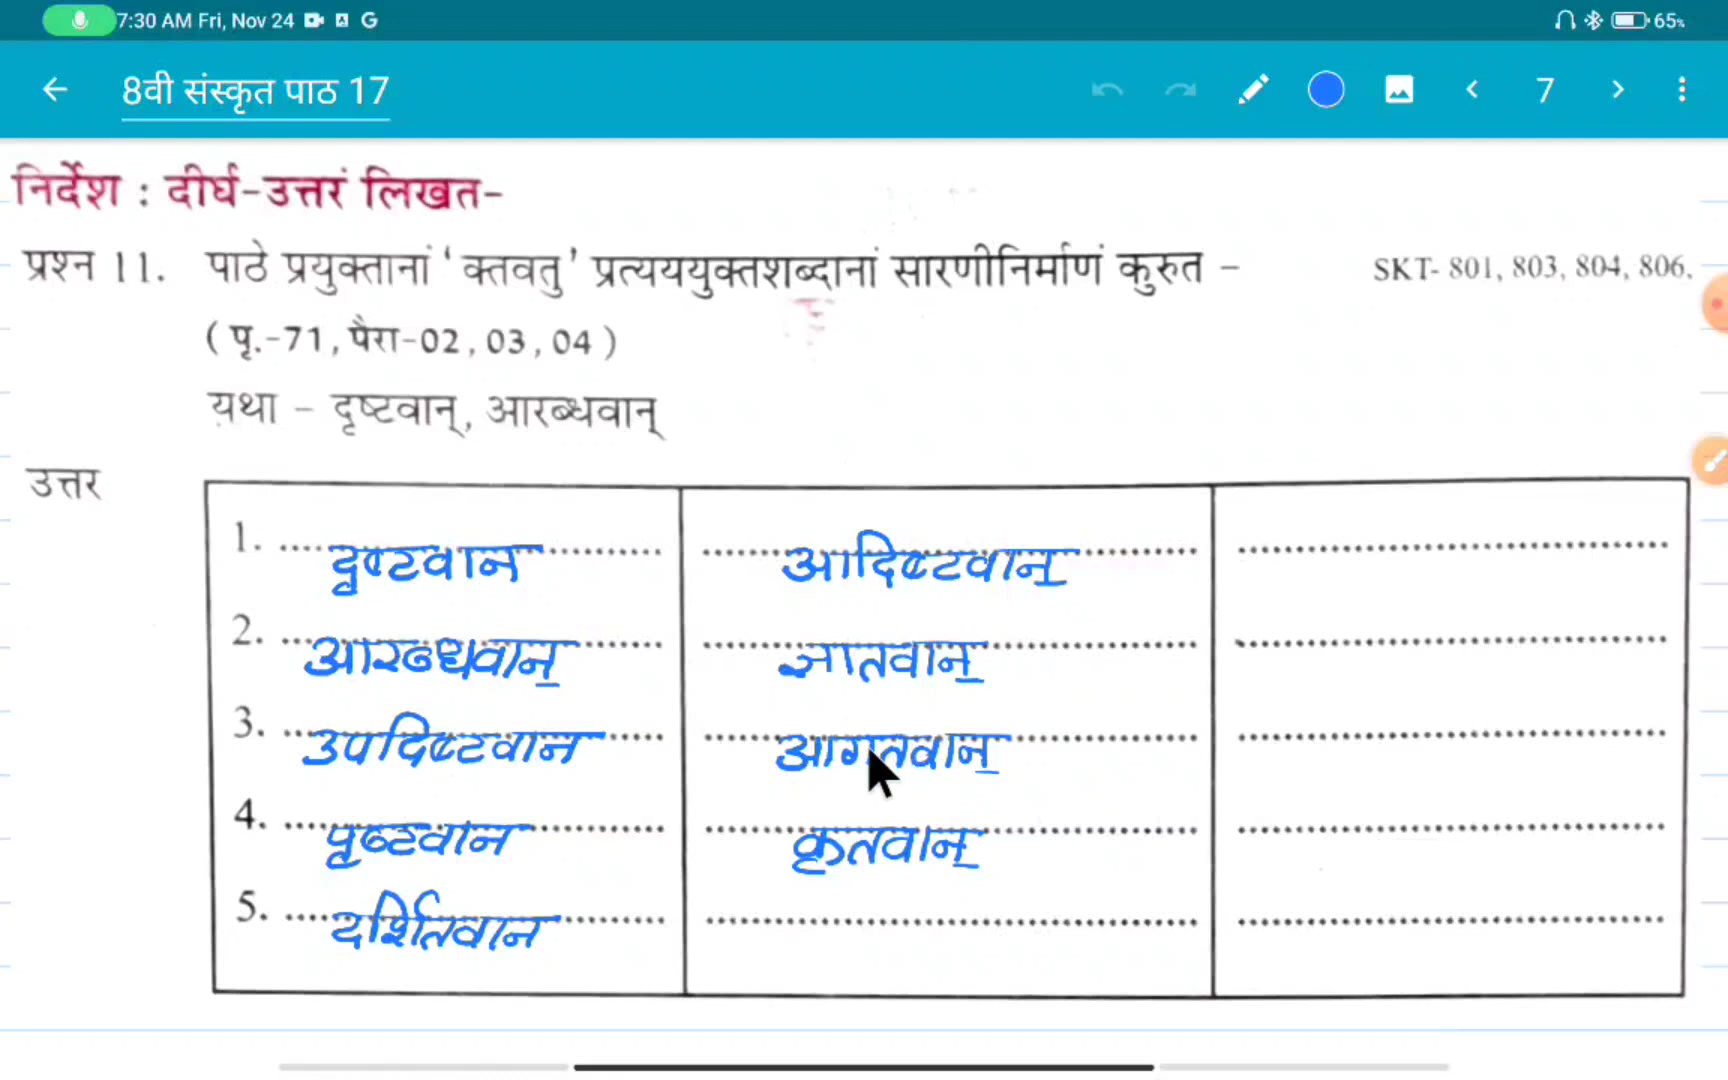 7:30 AM Fri, Nov 24 G 65%
8वी संस्कृत पाठ 17 7
निर्देश : दीर्घ-उत्तरं लिखत-
प्रश्न 11. पाठे प्रयुक्तानां ‘क्तवतु’ प्रत्यययुक्तशब्दानां सारणीनिर्माणं कुरुत – SKT- 801, 803, 804, 806.
( पृ.-71, पैरा-02, 03, 04 )
यथा – दृष्टवान्, आरब्धवान्
उत्तर
1. दृष्टवान आदिष्टवान्
2. आरब्धवान् ज्ञातवान्
3. उपदिष्टवान आगतवान्
4. पृष्टवान कृतवान्
5. दर्शितवान